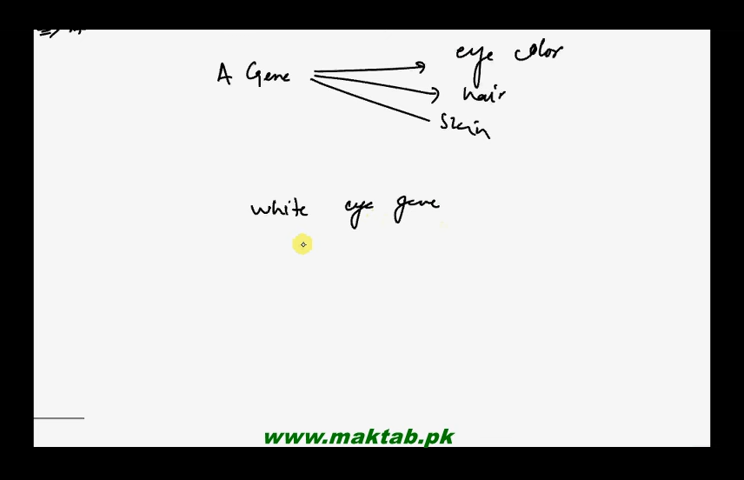 A Gene
eye color
hair
skin
white eye gene
www.maktab.pk